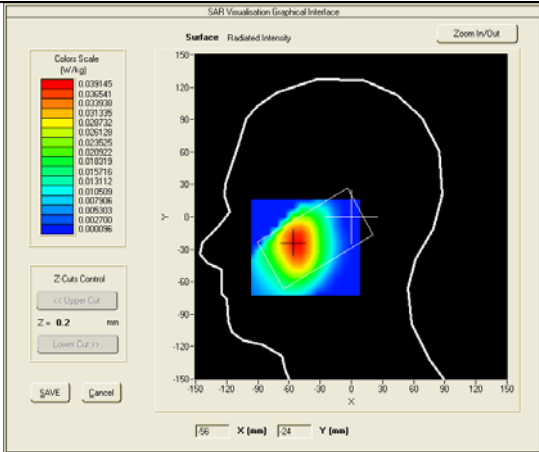 SAR Visualisation Graphical Interface
Surface Radiated Intensity
Zoom In/Out
Colors Scale
(W/kg)
0.039145
0.036541
0.033938
0.031335
0.028732
0.026128
0.023525
0.020922
0.018319
0.015716
0.013112
0.010509
0.007906
0.005303
0.002700
0.000096
Z-Cuts Control
<< Upper Cut
Z = 0.2 mm
Lower Cut >>
SAVE Cancel
150
120
90
60
30
0
-30
-60
-90
-120
-150
Y
-150 -120 -90 -60 -30 0 30 60 90 120 150
X
-56 X (mm) -24 Y (mm)